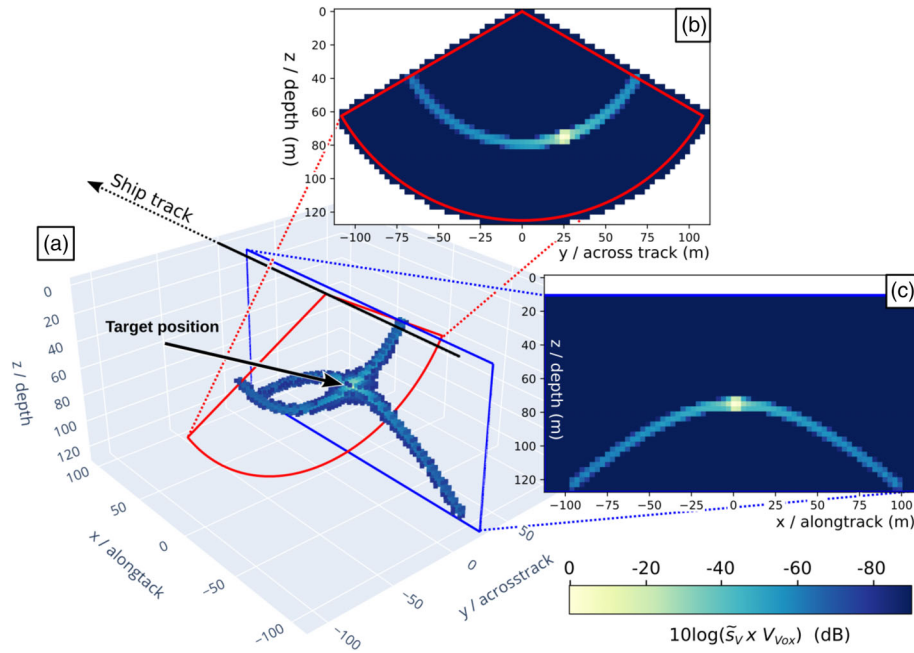 (b)
z / depth (m)
0
20
40
60
80
100
120
−100 −75 −50 −25 0 25 50 75 100
y / across track (m)
Ship track
(a)
Target position
z / depth
0
20
40
60
80
100
120
100
50
0
−50
−100
x / alongtack
−100
−50
0
50
y / acrosstrack
(c)
z / depth (m)
0
20
40
60
80
100
120
−100 −75 −50 −25 0 25 50 75 100
x / alongtrack (m)
0 -20 -40 -60 -80
10log(s̃V x VVox) (dB)